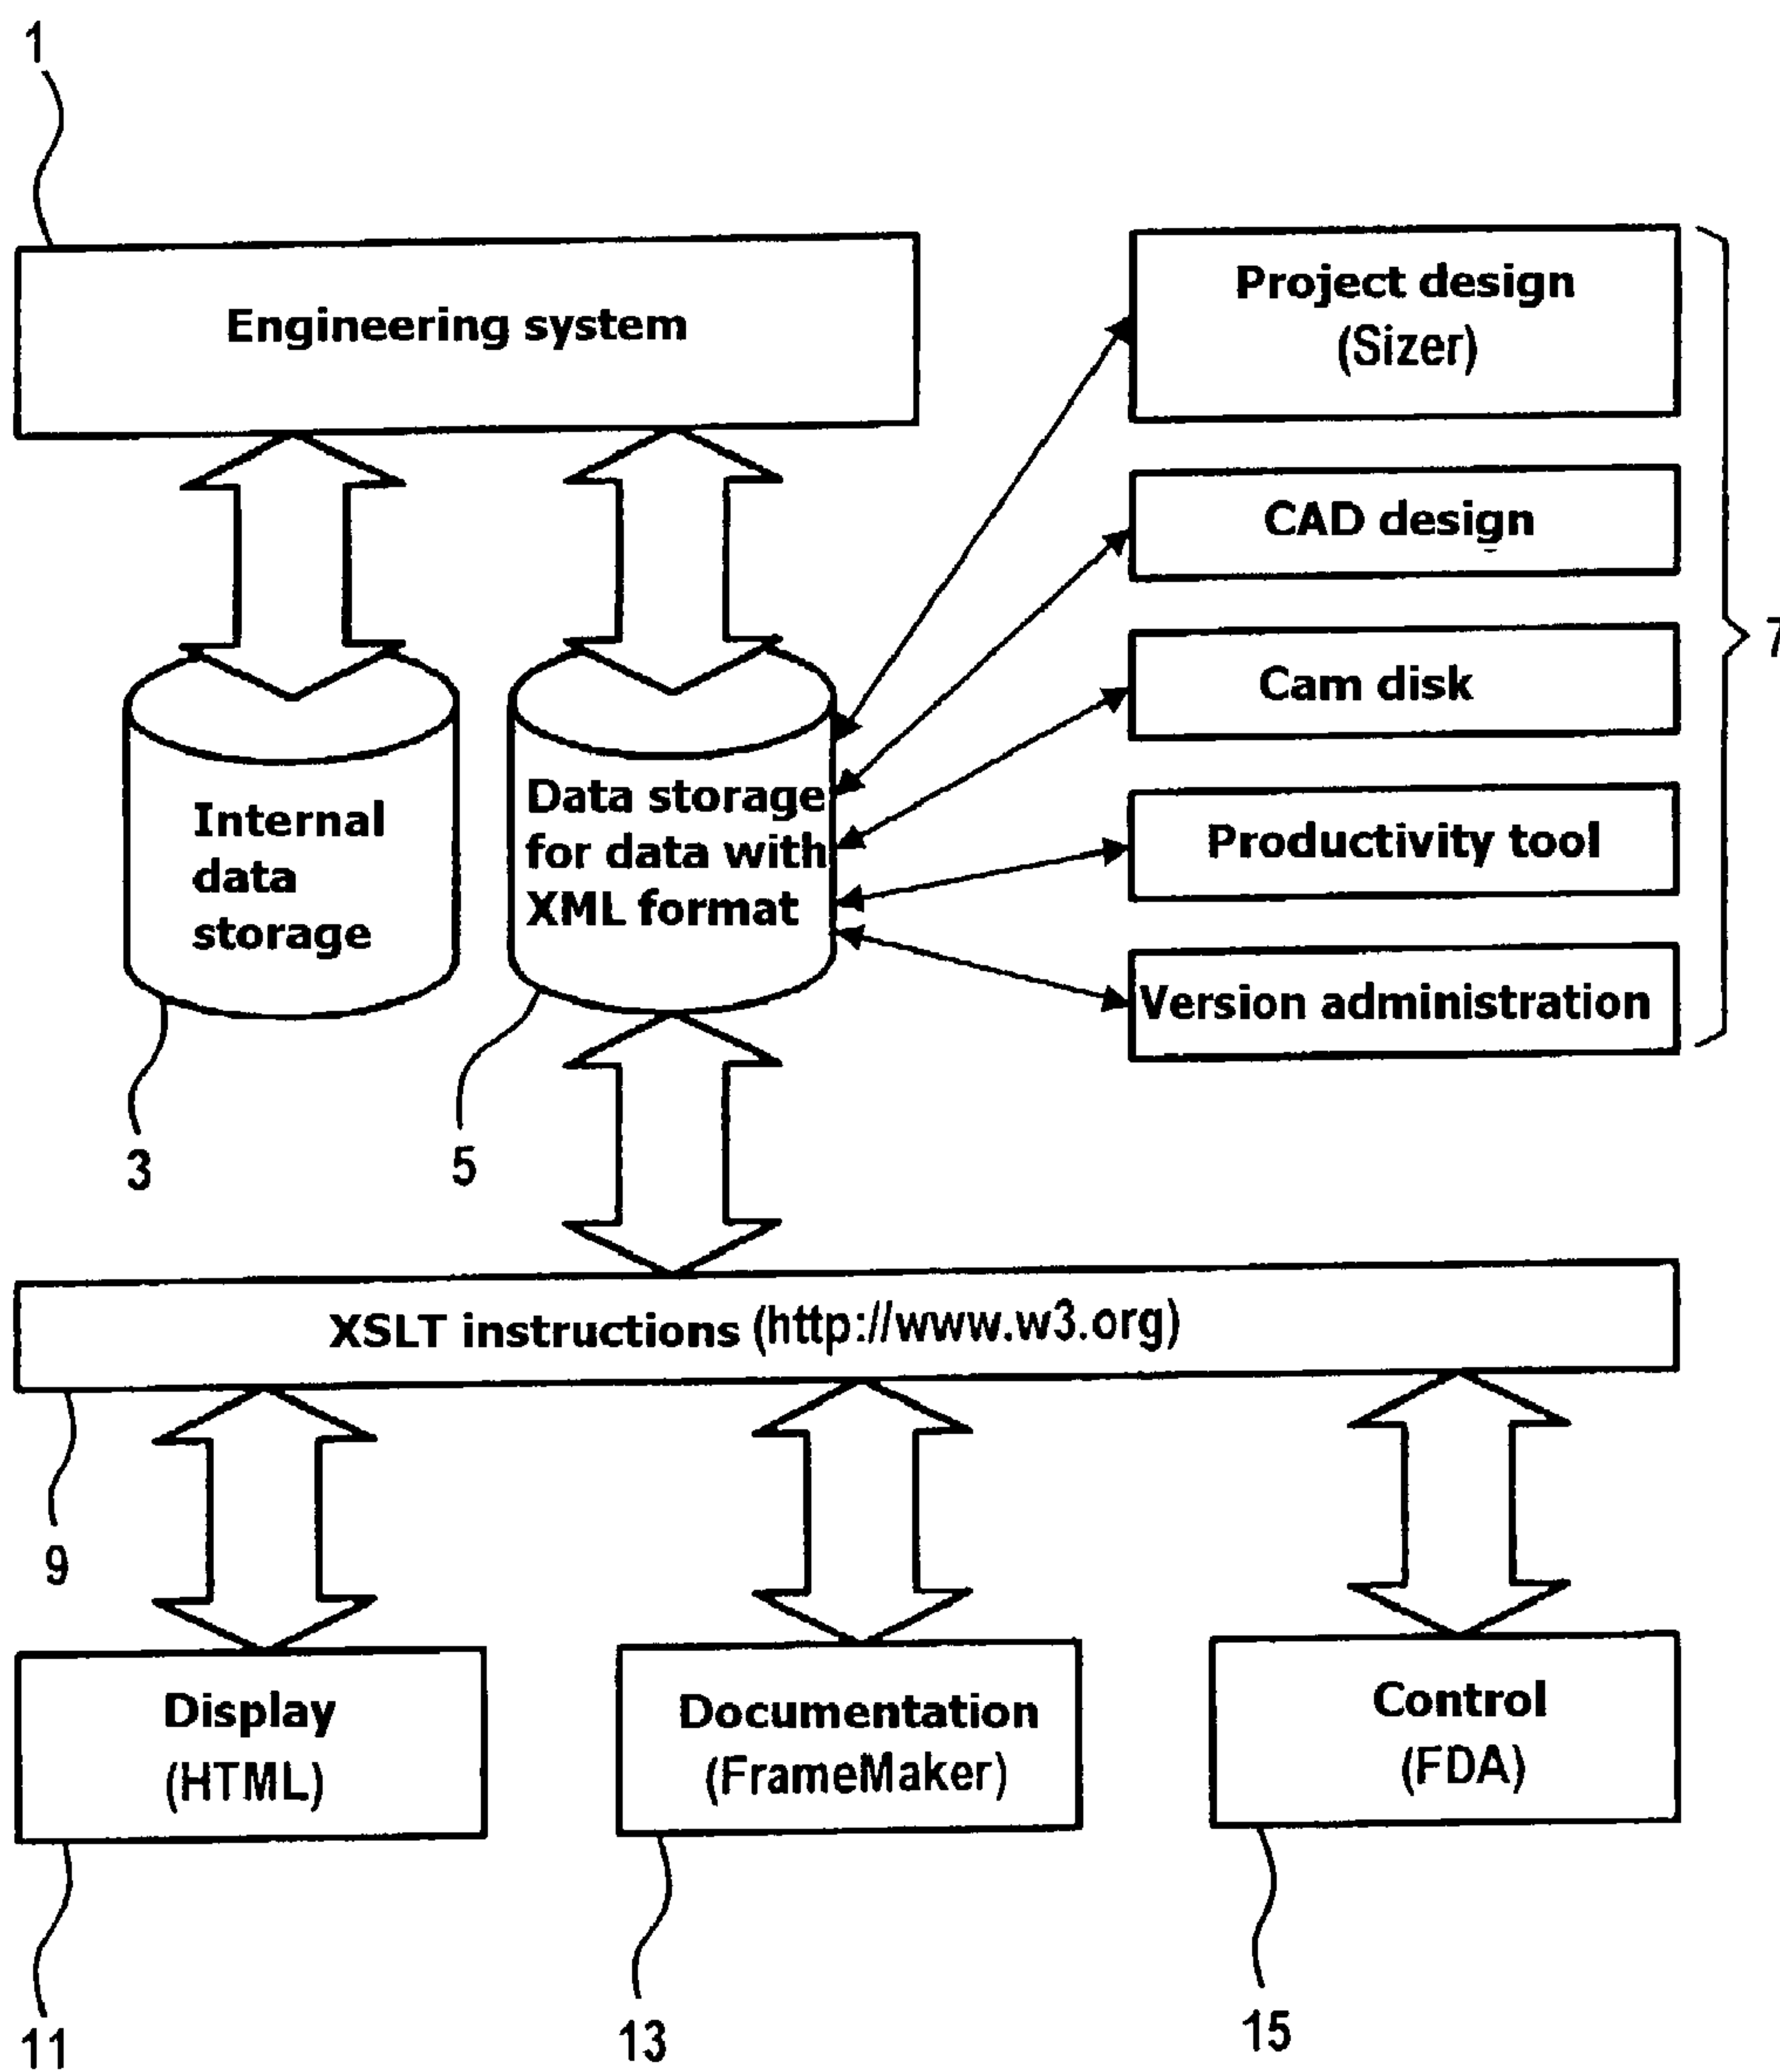 1
Engineering system
Project design
(Sizer)
CAD design
Cam disk
7
Productivity tool
Version administration
Internal
data
storage
Data storage
for data with
XML format
3
5
XSLT instructions (http://www.w3.org)
9
Display
(HTML)
Documentation
(FrameMaker)
Control
(FDA)
11
13
15